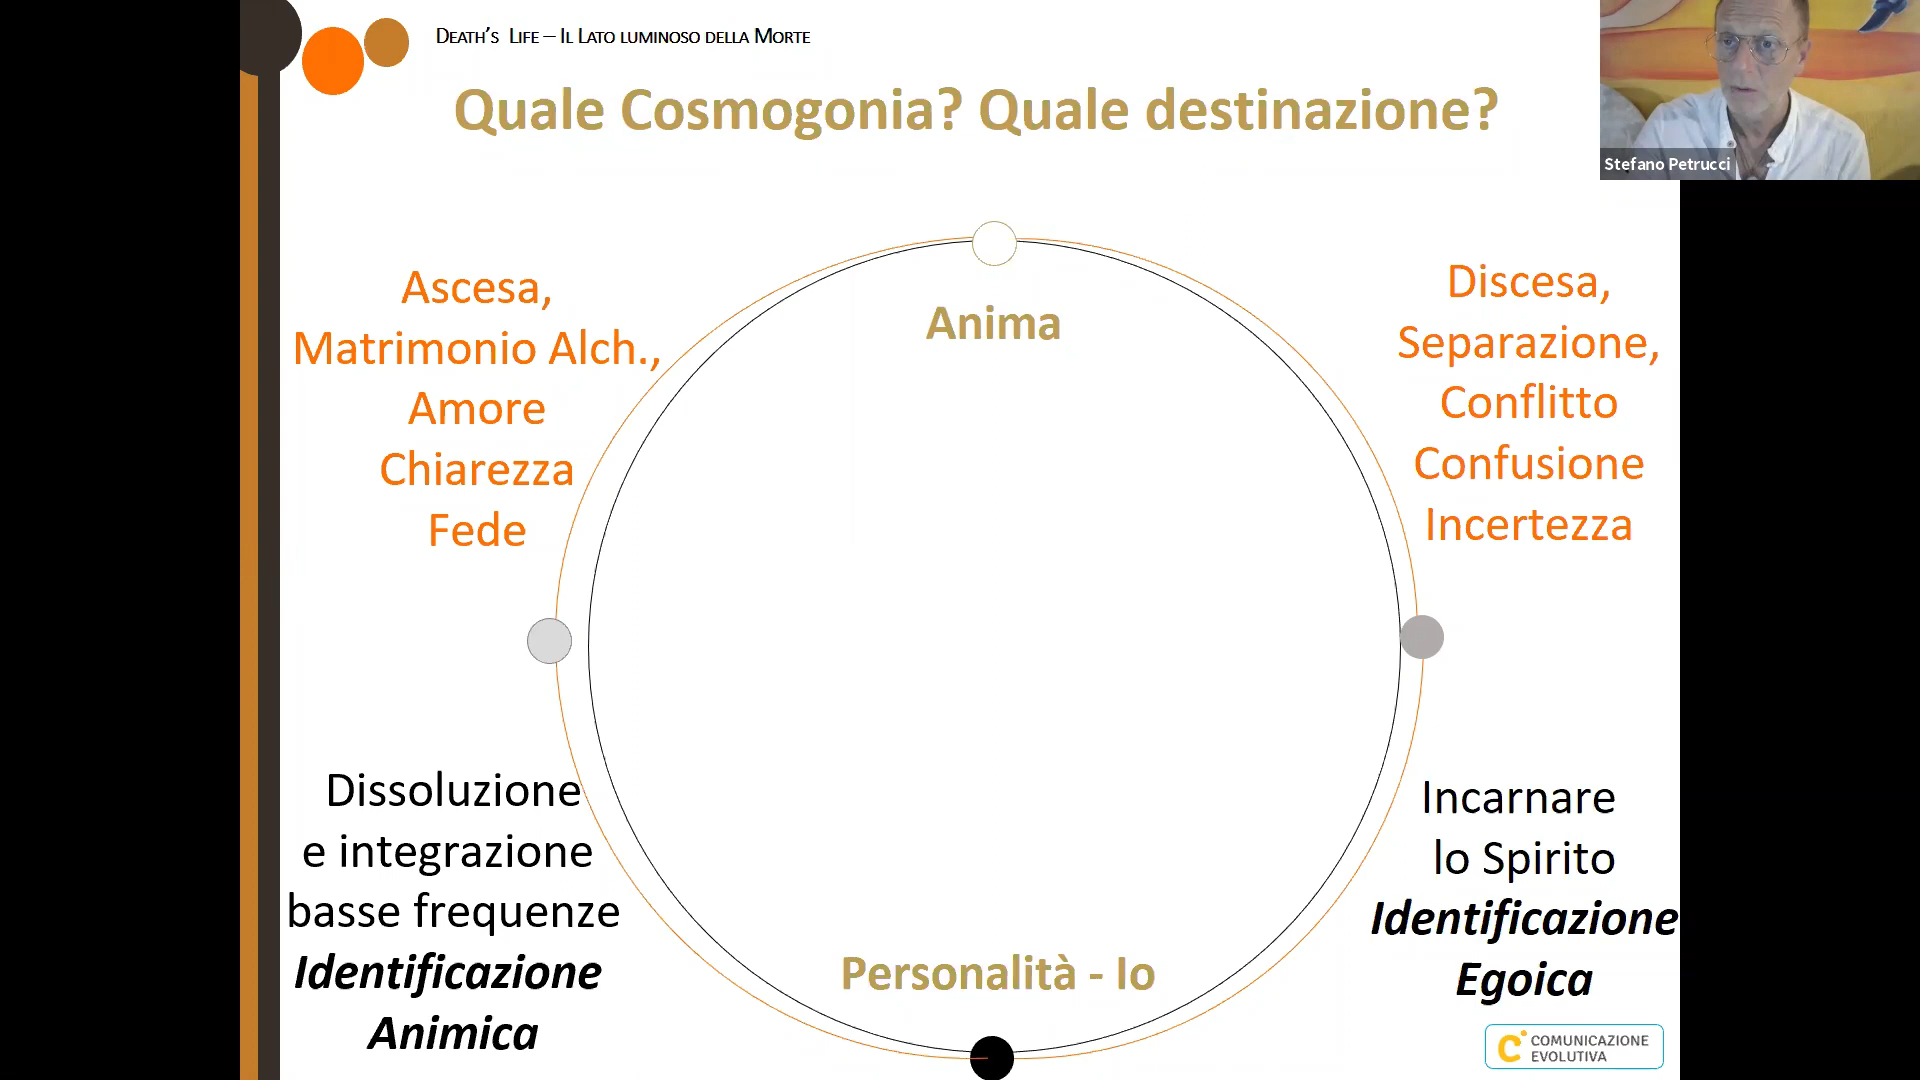 Death's Life – Il Lato luminoso della Morte
Quale Cosmogonia? Quale destinazione?
Stefano Petrucci
Ascesa,
Matrimonio Alch.,
Amore
Chiarezza
Fede
Anima
Discesa,
Separazione,
Conflitto
Confusione
Incertezza
Dissoluzione
e integrazione
basse frequenze
Identificazione
Animica
Personalità - Io
Incarnare
lo Spirito
Identificazione
Egoica
COMUNICAZIONE
EVOLUTIVA